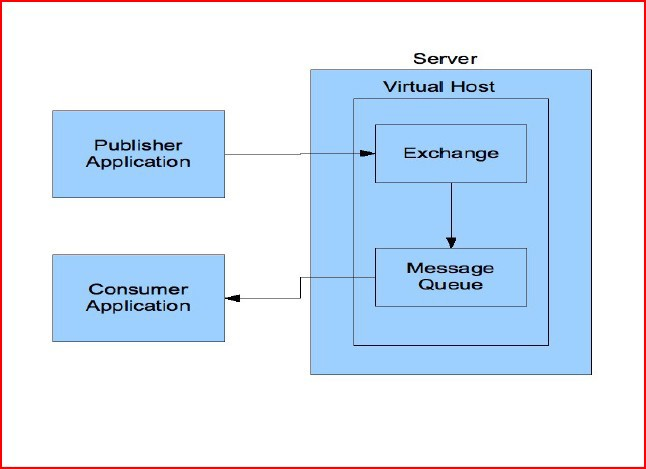 Server
Virtual Host
Publisher
Application
Exchange
Message
Queue
Consumer
Application